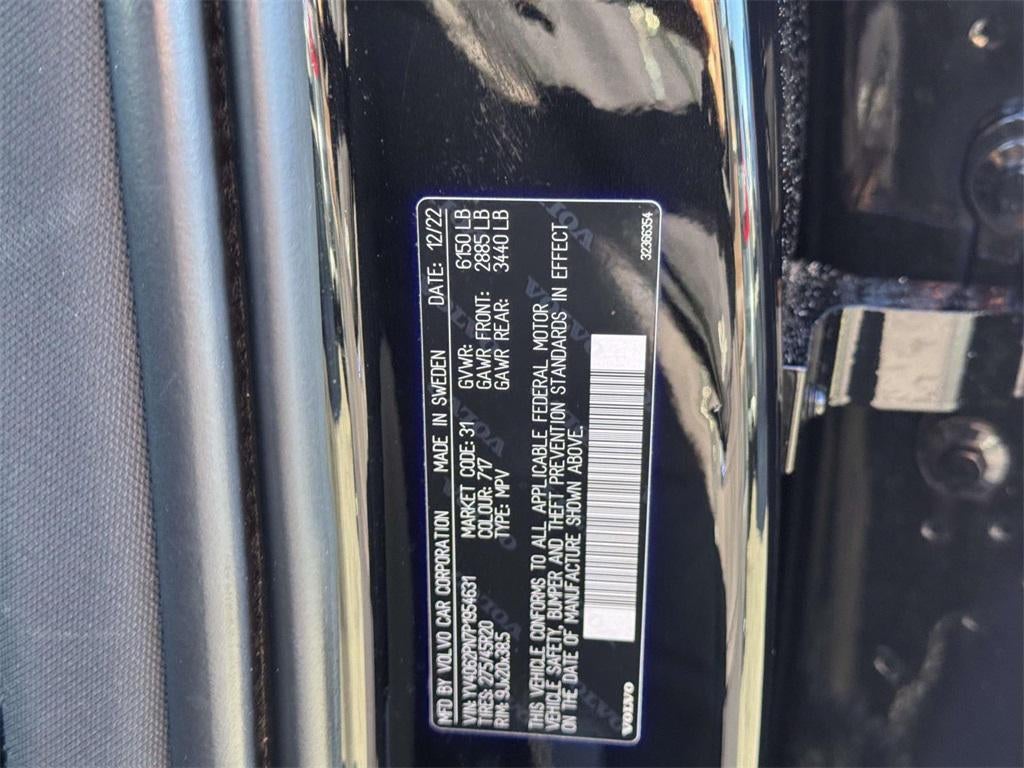 MFD BY VOLVO CAR CORPORATION MADE IN SWEDEN DATE: 12/22
VIN: YV4062PN7P1954631 MARKET CODE: 31 GVWR: 6150 LB
TIRES: 275/45R20 COLOUR: 717 GAWR FRONT: 2885 LB
RIM: 9Jx20x38.5 TYPE: MPV GAWR REAR: 3440 LB
THIS VEHICLE CONFORMS TO ALL APPLICABLE FEDERAL MOTOR
VEHICLE SAFETY, BUMPER AND THEFT PREVENTION STANDARDS IN EFFECT
ON THE DATE OF MANUFACTURE SHOWN ABOVE.
VOLVO 32366354